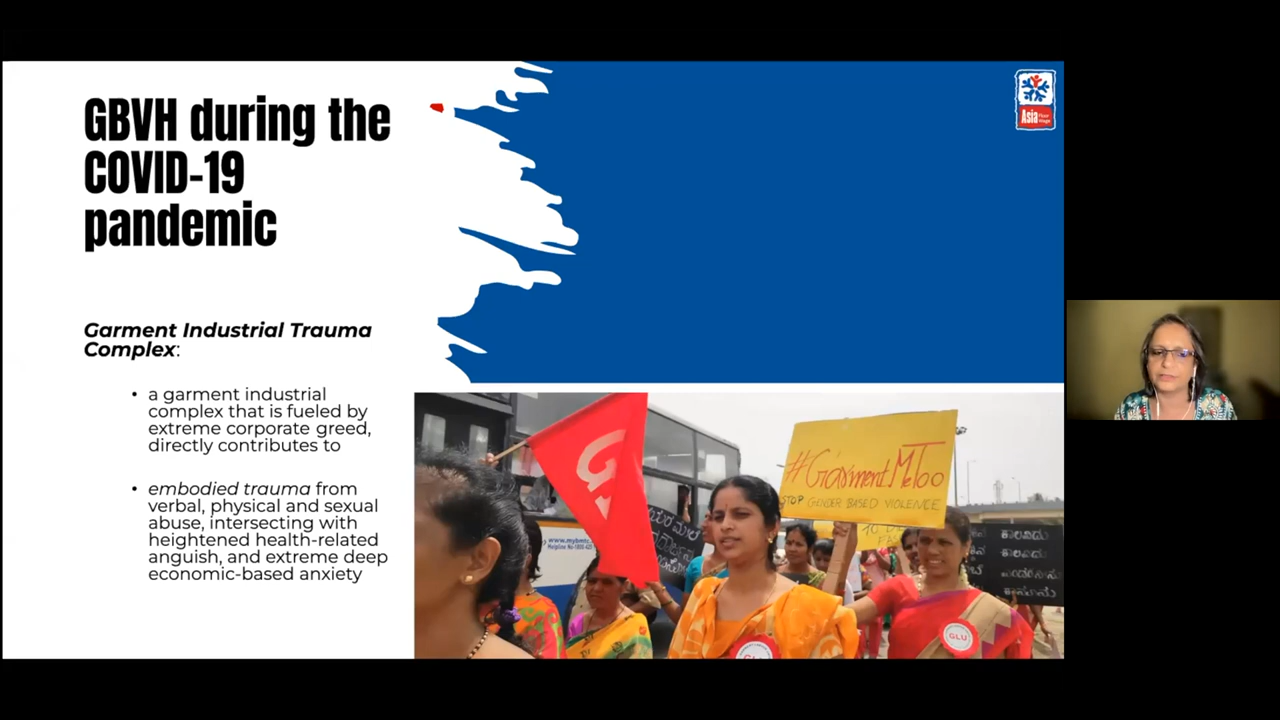 GBVH during the
COVID-19
pandemic
Asia Floor
Wage
Garment Industrial Trauma
Complex:
• a garment industrial
complex that is fueled by
extreme corporate greed,
directly contributes to
• embodied trauma from
verbal, physical and sexual
abuse, intersecting with
heightened health-related
anguish, and extreme deep
economic-based anxiety
#GarmentMeToo
STOP GENDER BASED VIOLENCE
GLU